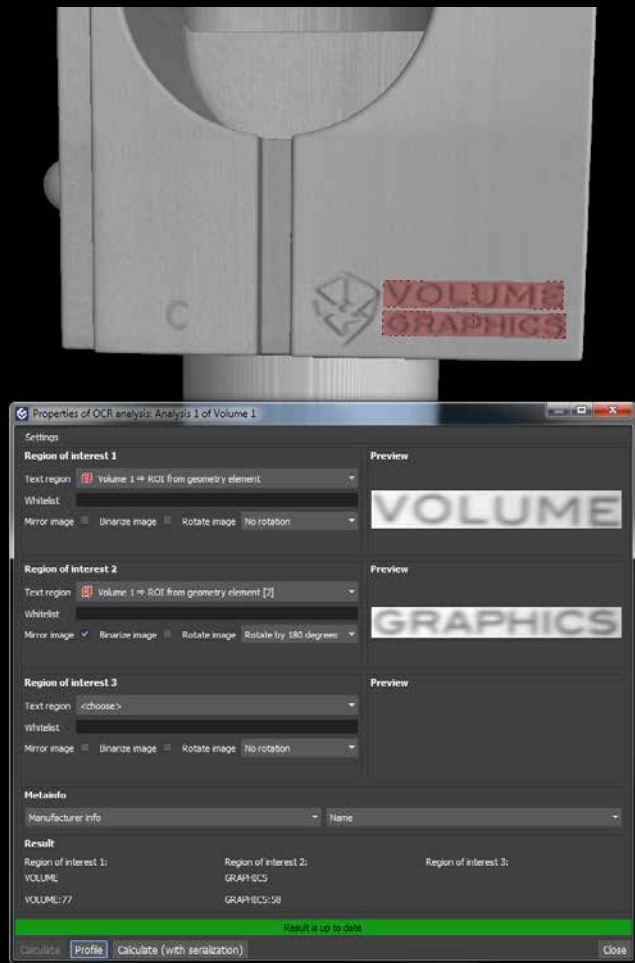 C
VOLUME
GRAPHICS
Properties of OCR analysis: Analysis 1 of Volume 1
Settings
Region of interest 1
Preview
Text region Volume 1 ⇒ ROI from geometry element
Whitelist
VOLUME
Mirror image Binarize image Rotate image No rotation
Region of interest 2
Preview
Text region Volume 1 ⇒ ROI from geometry element [2]
Whitelist
GRAPHICS
Mirror image Binarize image Rotate image Rotate by 180 degrees
Region of interest 3
Preview
Text region <choose>
Whitelist
Mirror image Binarize image Rotate image No rotation
Metainfo
Manufacturer info Name
Result
Region of interest 1: Region of interest 2: Region of interest 3:
VOLUME GRAPHICS
VOLUME:77 GRAPHICS:58
Result is up to date
Calculate Profile Calculate (with serialization) Close